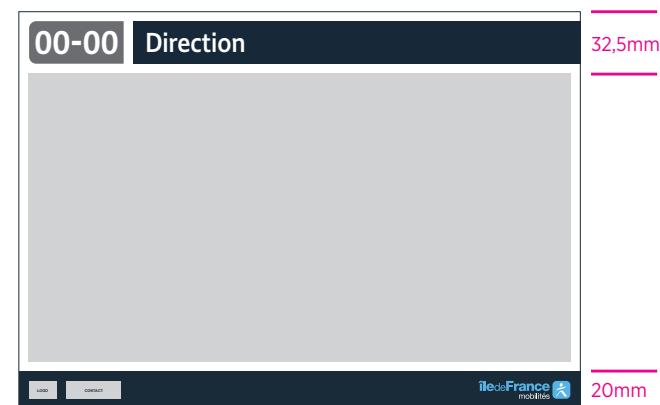 00-00 Direction
32,5mm
LOGO CONTACT
îledeFrance
mobilités
20mm